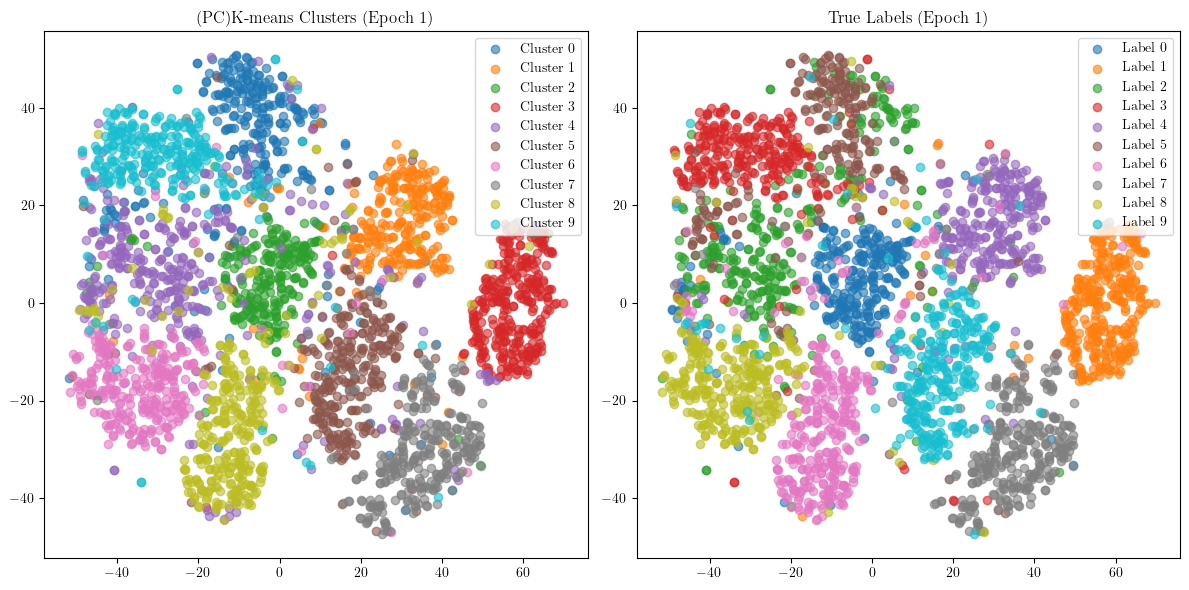 (PC)K-means Clusters (Epoch 1)
Cluster 0
Cluster 1
Cluster 2
Cluster 3
Cluster 4
Cluster 5
Cluster 6
Cluster 7
Cluster 8
Cluster 9
40
20
0
−20
−40
−40
−20
0
20
40
60
True Labels (Epoch 1)
Label 0
Label 1
Label 2
Label 3
Label 4
Label 5
Label 6
Label 7
Label 8
Label 9
40
20
0
−20
−40
−40
−20
0
20
40
60